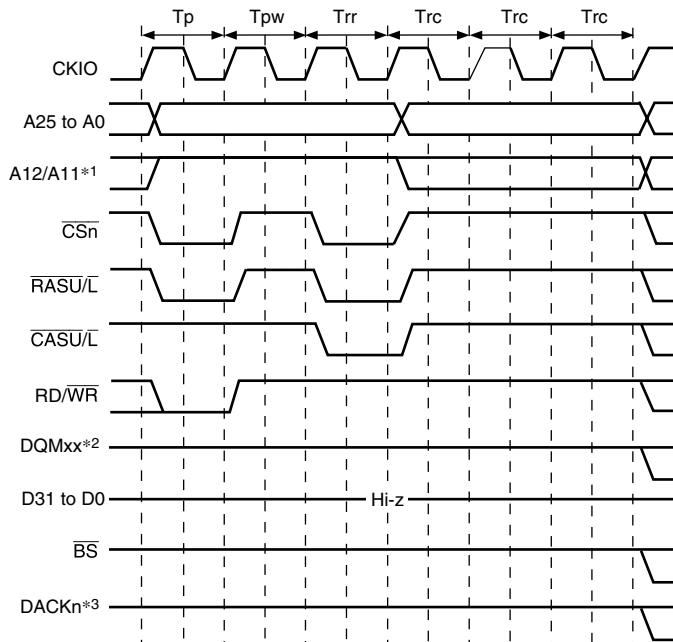 Tp Tpw Trr Trc Trc Trc
CKIO
A25 to A0
A12/A11*1
CSn
RASU/L
CASU/L
RD/WR
DQMxx*2
D31 to D0 Hi-z
BS
DACKn*3